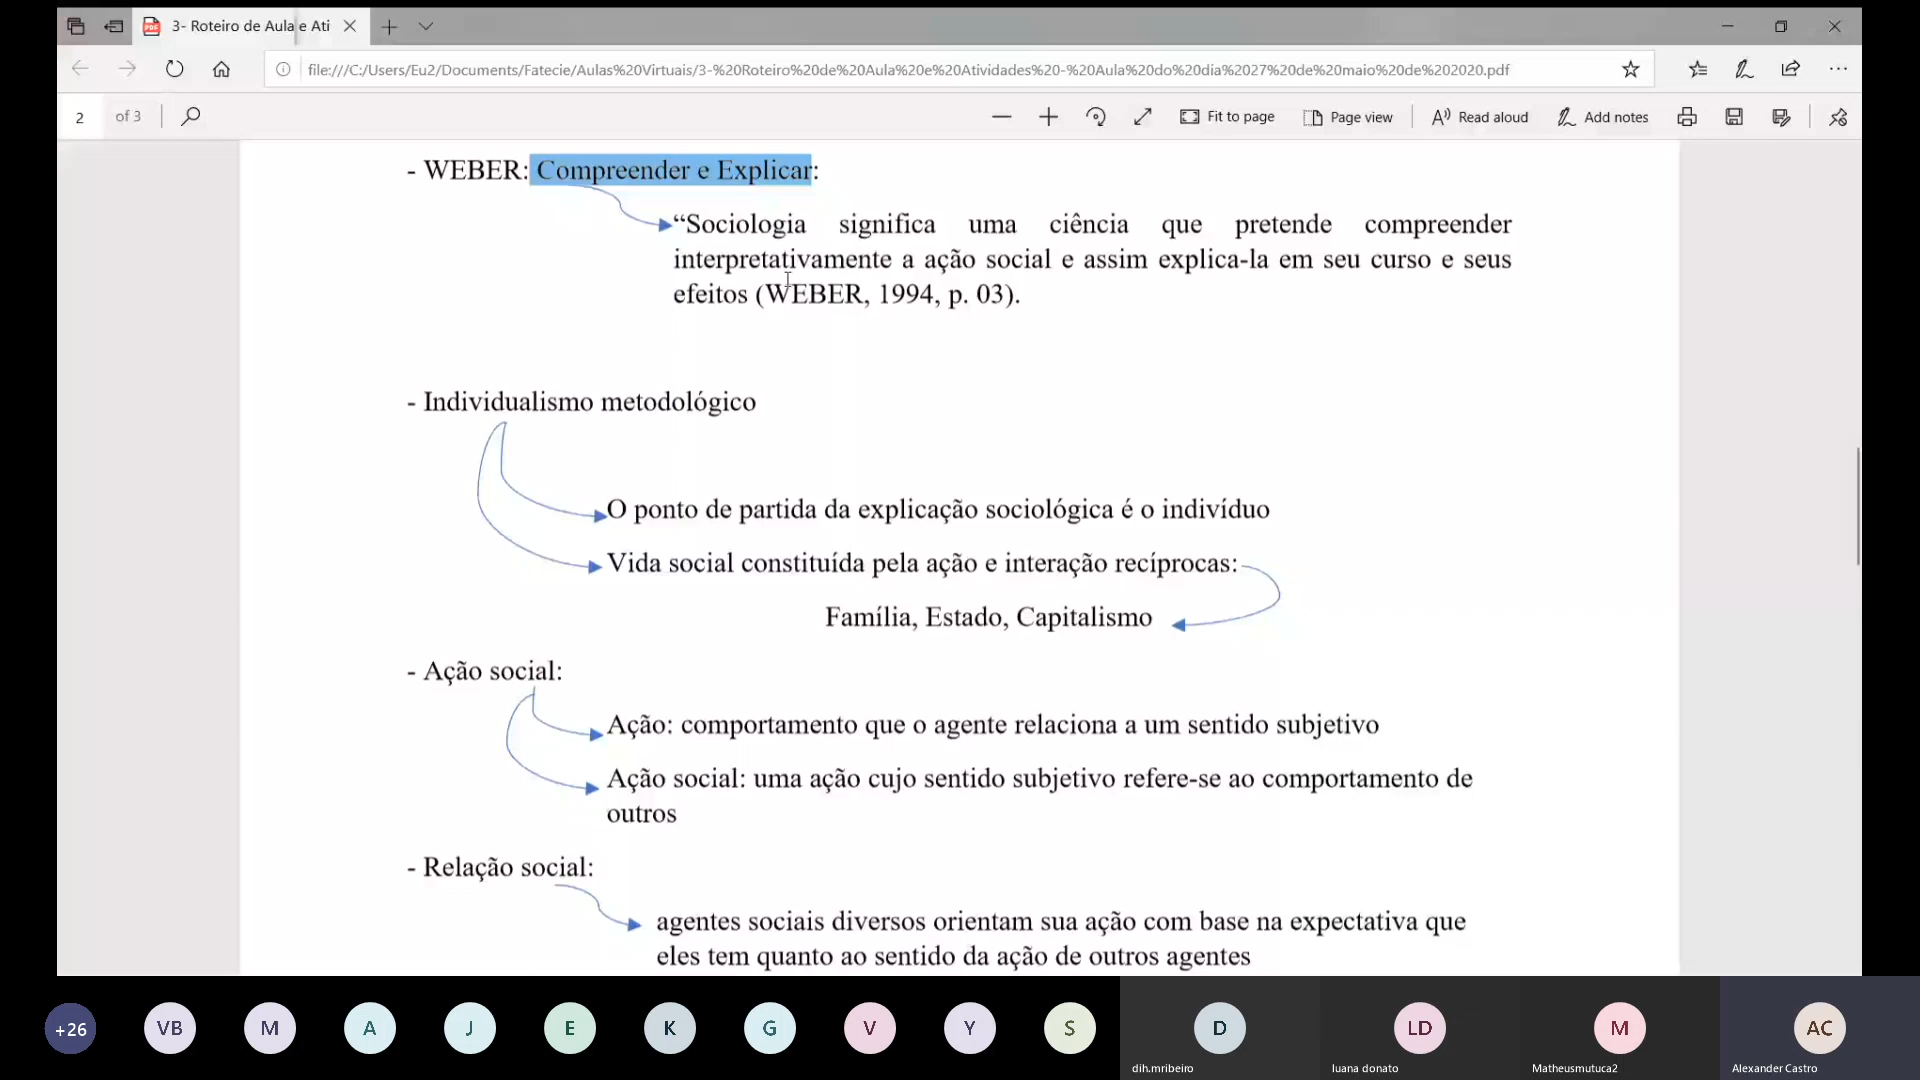 3- Roteiro de Aula e Ati
file:///C:/Users/Eu2/Documents/Fatecie/Aulas%20Virtuais/3-%20Roteiro%20de%20Aula%20e%20Atividades%20-%20Aula%20do%20dia%2027%20de%20maio%20de%202020.pdf
2 of 3 Fit to page Page view Read aloud Add notes
- WEBER: Compreender e Explicar:
“Sociologia significa uma ciência que pretende compreender
interpretativamente a ação social e assim explica-la em seu curso e seus
efeitos (WEBER, 1994, p. 03).
- Individualismo metodológico
O ponto de partida da explicação sociológica é o indivíduo
Vida social constituída pela ação e interação recíprocas:
Família, Estado, Capitalismo
- Ação social:
Ação: comportamento que o agente relaciona a um sentido subjetivo
Ação social: uma ação cujo sentido subjetivo refere-se ao comportamento de
outros
- Relação social:
agentes sociais diversos orientam sua ação com base na expectativa que
eles tem quanto ao sentido da ação de outros agentes
+26 VB M A J E K G V Y S D LD M AC
dih.mribeiro luana donato Matheusmutuca2 Alexander Castro